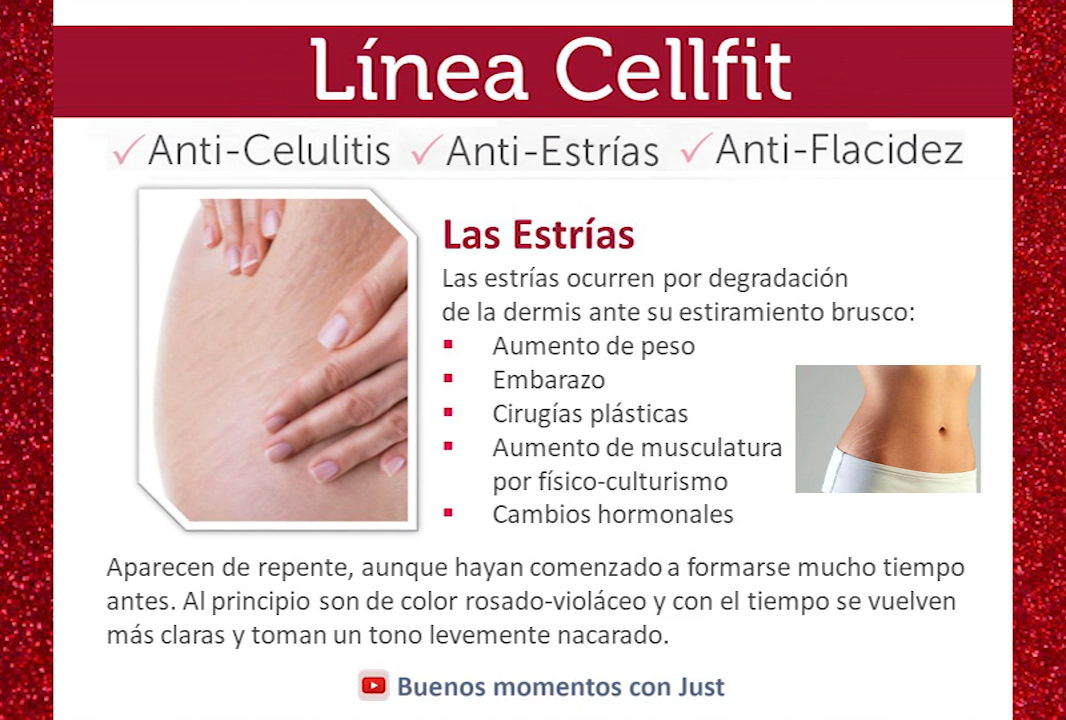 Línea Cellfit
✓Anti-Celulitis ✓Anti-Estrías ✓Anti-Flacidez
Las Estrías
Las estrías ocurren por degradación
de la dermis ante su estiramiento brusco:
▪ Aumento de peso
▪ Embarazo
▪ Cirugías plásticas
▪ Aumento de musculatura
por físico-culturismo
▪ Cambios hormonales
Aparecen de repente, aunque hayan comenzado a formarse mucho tiempo
antes. Al principio son de color rosado-violáceo y con el tiempo se vuelven
más claras y toman un tono levemente nacarado.
Buenos momentos con Just